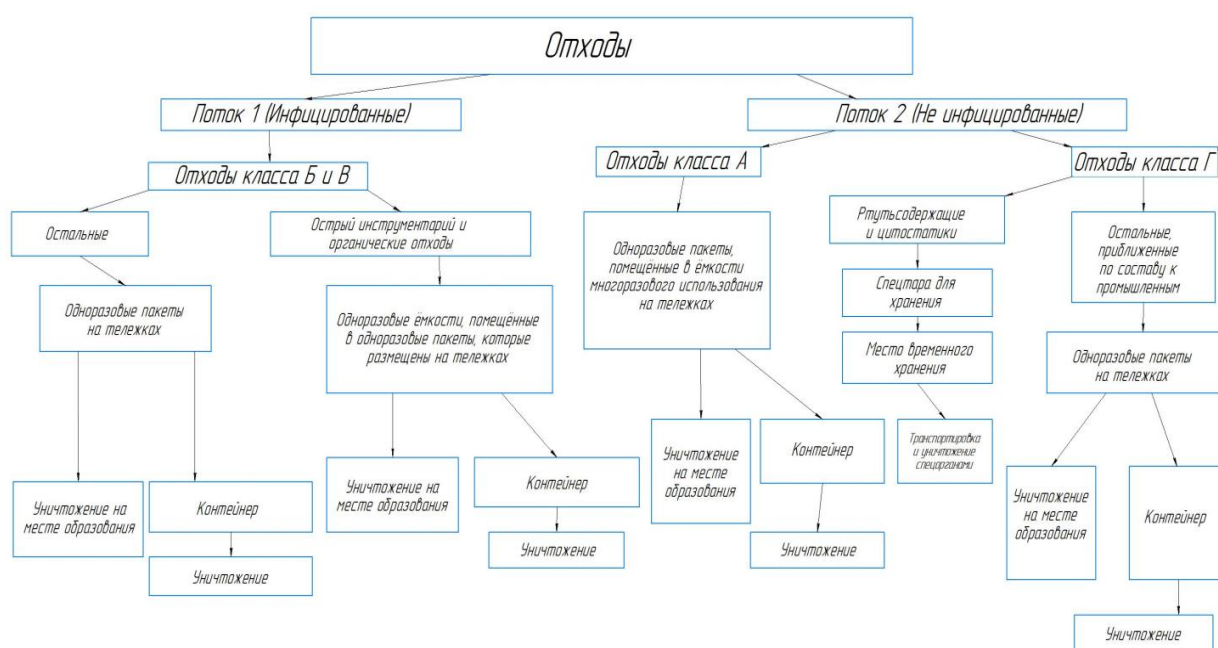 Отходы
Поток 1 (Инфицированные)
Поток 2 (Не инфицированные)
Отходы класса Б и В
Отходы класса А
Отходы класса Г
Остальные
Острый инструментарий и
органические отходы
Одноразовые пакеты,
помещённые в ёмкости
многоразового использования
на тележках
Ртутьсодержащие
и цитостатики
Остальные,
приближенные
по составу к
промышленным
Одноразовые пакеты
на тележках
Одноразовые ёмкости, помещённые
в одноразовые пакеты, которые
размещены на тележках
Спецтара для
хранения
Место временного
хранения
Одноразовые пакеты
на тележках
Уничтожение на
месте образования
Контейнер
Уничтожение
Уничтожение на
месте образования
Контейнер
Уничтожение
Уничтожение
на месте
образования
Контейнер
Уничтожение
Транспортировка
и уничтожение
спецорганами
Уничтожение
на месте
образования
Контейнер
Уничтожение